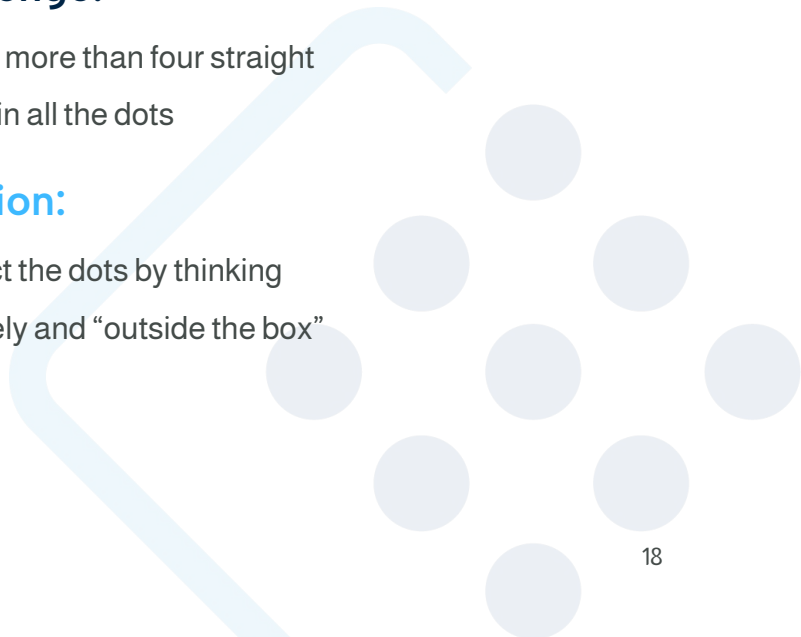 more than four straight
in all the dots
ion:
ct the dots by thinking
ely and “outside the box”
18